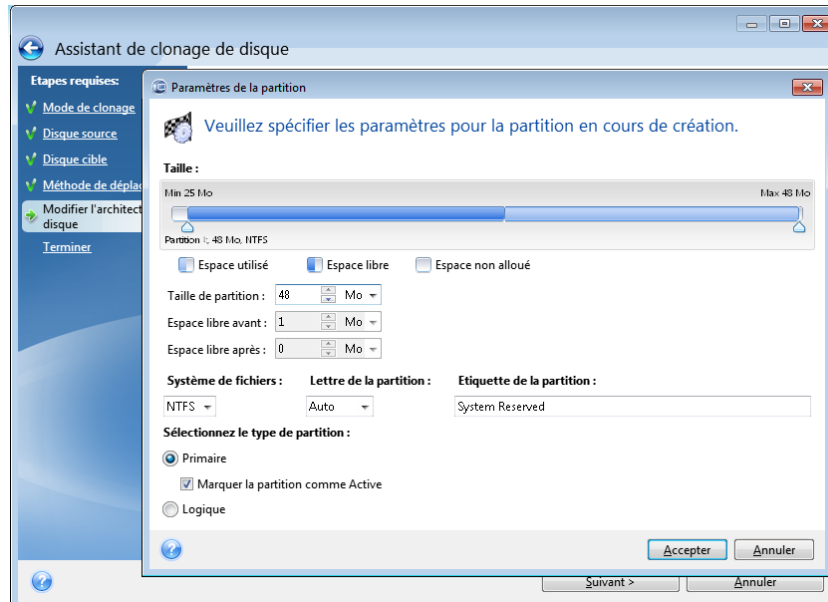 Assistant de clonage de disque
Etapes requises:
Mode de clonage
Disque source
Disque cible
Méthode de dépla
Modifier l'architect
disque
Terminer
Paramètres de la partition
Veuillez spécifier les paramètres pour la partition en cours de création.
Taille :
Min 25 Mo Max 48 Mo
Partition 48 Mo, NTFS
Espace utilisé Espace libre Espace non alloué
Taille de partition : 48 Mo
Espace libre avant : 1 Mo
Espace libre après : 0 Mo
Système de fichiers : Lettre de la partition : Etiquette de la partition :
NTFS Auto System Reserved
Sélectionnez le type de partition :
Primaire
Marquer la partition comme Active
Logique
Accepter Annuler
Suivant > Annuler